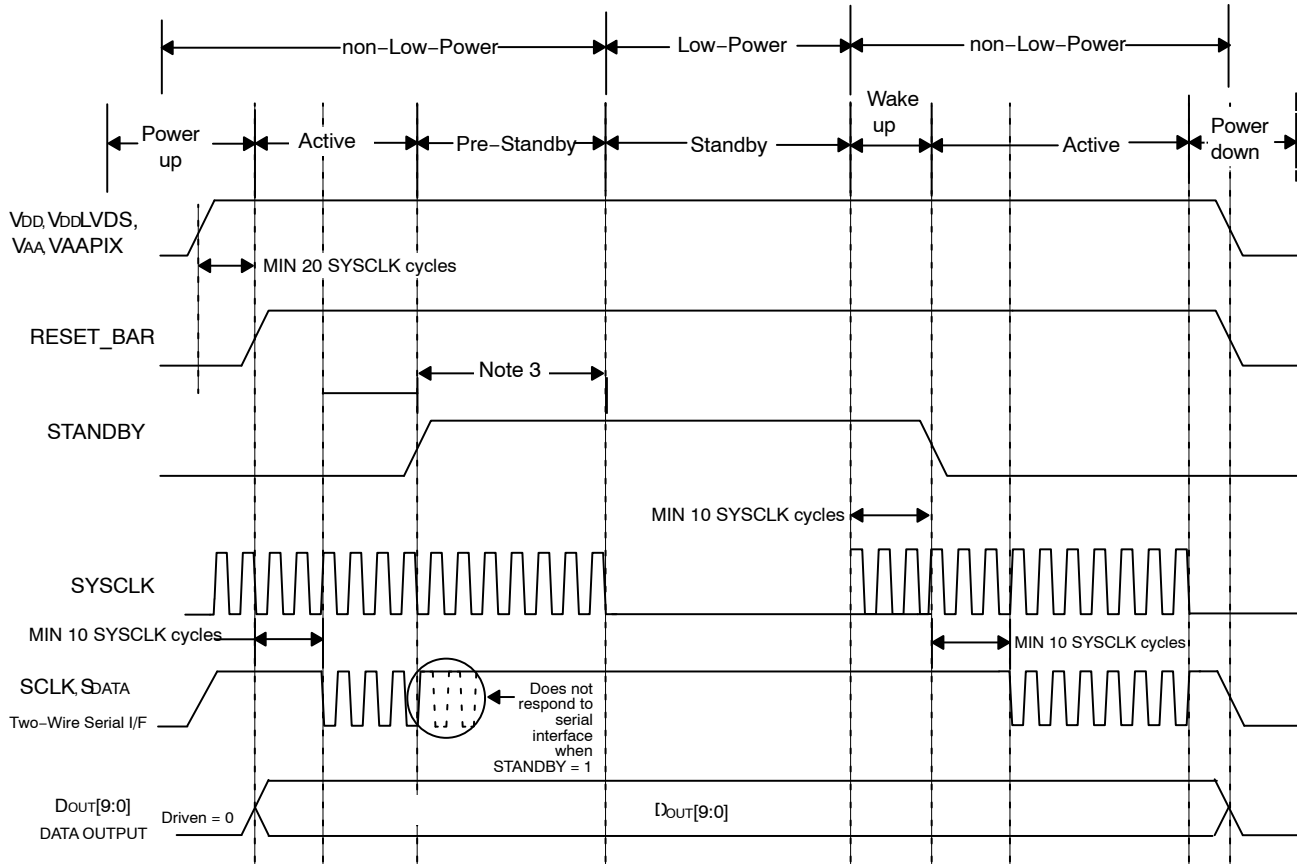 non-Low-Power
Low-Power
non-Low-Power
Power
up
Active
Pre-Standby
Standby
Wake
up
Active
Power
down
VDD, VDDLVDS,
VAA, VAAPIX
MIN 20 SYSCLK cycles
RESET_BAR
Note 3
STANDBY
MIN 10 SYSCLK cycles
SYSCLK
MIN 10 SYSCLK cycles
MIN 10 SYSCLK cycles
SCLK, SDATA
Two-Wire Serial I/F
Does not
respond to
serial
interface
when
STANDBY = 1
DOUT[9:0]
DATA OUTPUT
Driven = 0
DOUT[9:0]